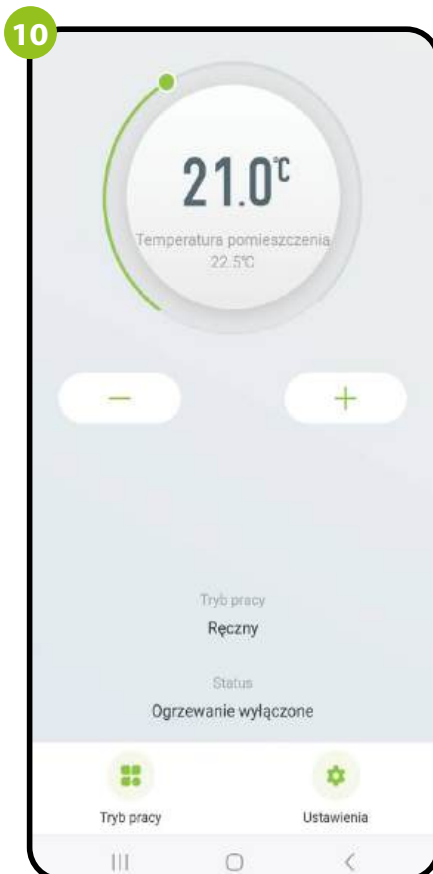 10
21.0°C
Temperatura pomieszczenia
22.5°C
Tryb pracy
Ręczny
Status
Ogrzewanie wyłączone
Tryb pracy
Ustawienia